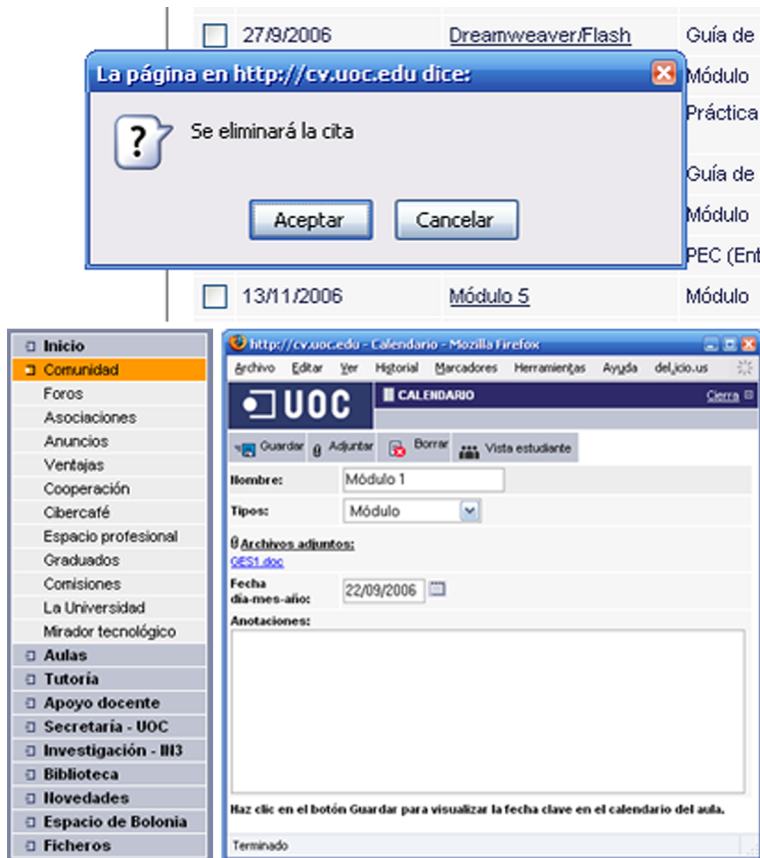 27/9/2006 Dreamweaver/Flash Guía de
La página en http://cv.uoc.edu dice:
Módulo
Se eliminará la cita
Práctica
Guía de
Aceptar Cancelar
Módulo
PEC (Ent
13/11/2006 Módulo 5 Módulo
Inicio
Comunidad
Foros
Asociaciones
Anuncios
Ventajas
Cooperación
Cibercafé
Espacio profesional
Graduados
Comisiones
La Universidad
Mirador tecnológico
Aulas
Tutoría
Apoyo docente
Secretaría - UOC
Investigación - IN3
Biblioteca
Novedades
Espacio de Bolonia
Ficheros
http://cv.uoc.edu - Calendario - Mozilla Firefox
Archivo Editar Ver Historial Marcadores Herramientas Ayuda del.icio.us
UOC
CALENDARIO Cierra
Guardar Adjuntar Borrar Vista estudiante
Nombre: Módulo 1
Tipos: Módulo
Archivos adjuntos:
GES1.doc
Fecha
día-mes-año: 22/09/2006
Anotaciones:
Haz clic en el botón Guardar para visualizar la fecha clave en el calendario del aula.
Terminado